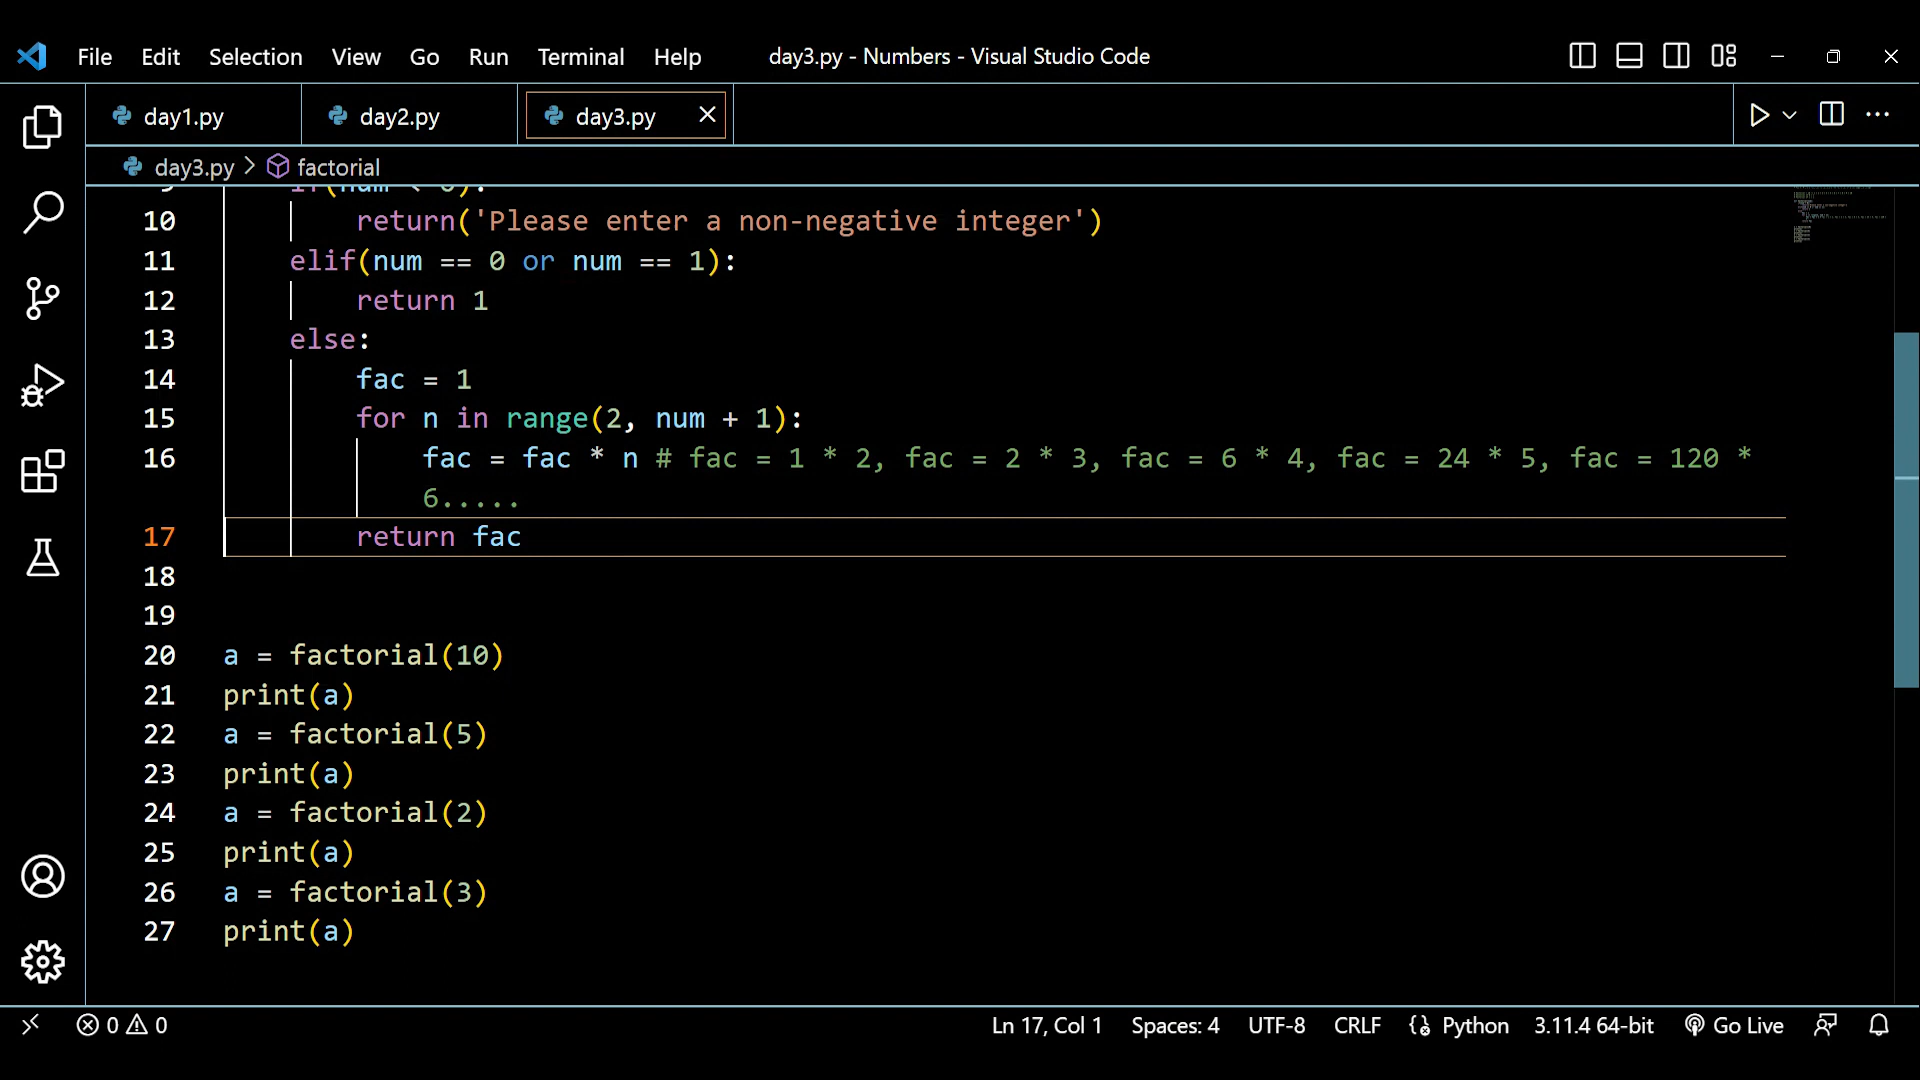 File Edit Selection View Go Run Terminal Help day3.py - Numbers - Visual Studio Code
day1.py day2.py day3.py
day3.py > factorial
10 return('Please enter a non-negative integer')
11 elif(num == 0 or num == 1):
12 return 1
13 else:
14 fac = 1
15 for n in range(2, num + 1):
16 fac = fac * n # fac = 1 * 2, fac = 2 * 3, fac = 6 * 4, fac = 24 * 5, fac = 120 *
6.....
17 return fac
18
19
20 a = factorial(10)
21 print(a)
22 a = factorial(5)
23 print(a)
24 a = factorial(2)
25 print(a)
26 a = factorial(3)
27 print(a)
0 0 Ln 17, Col 1 Spaces: 4 UTF-8 CRLF Python 3.11.4 64-bit Go Live